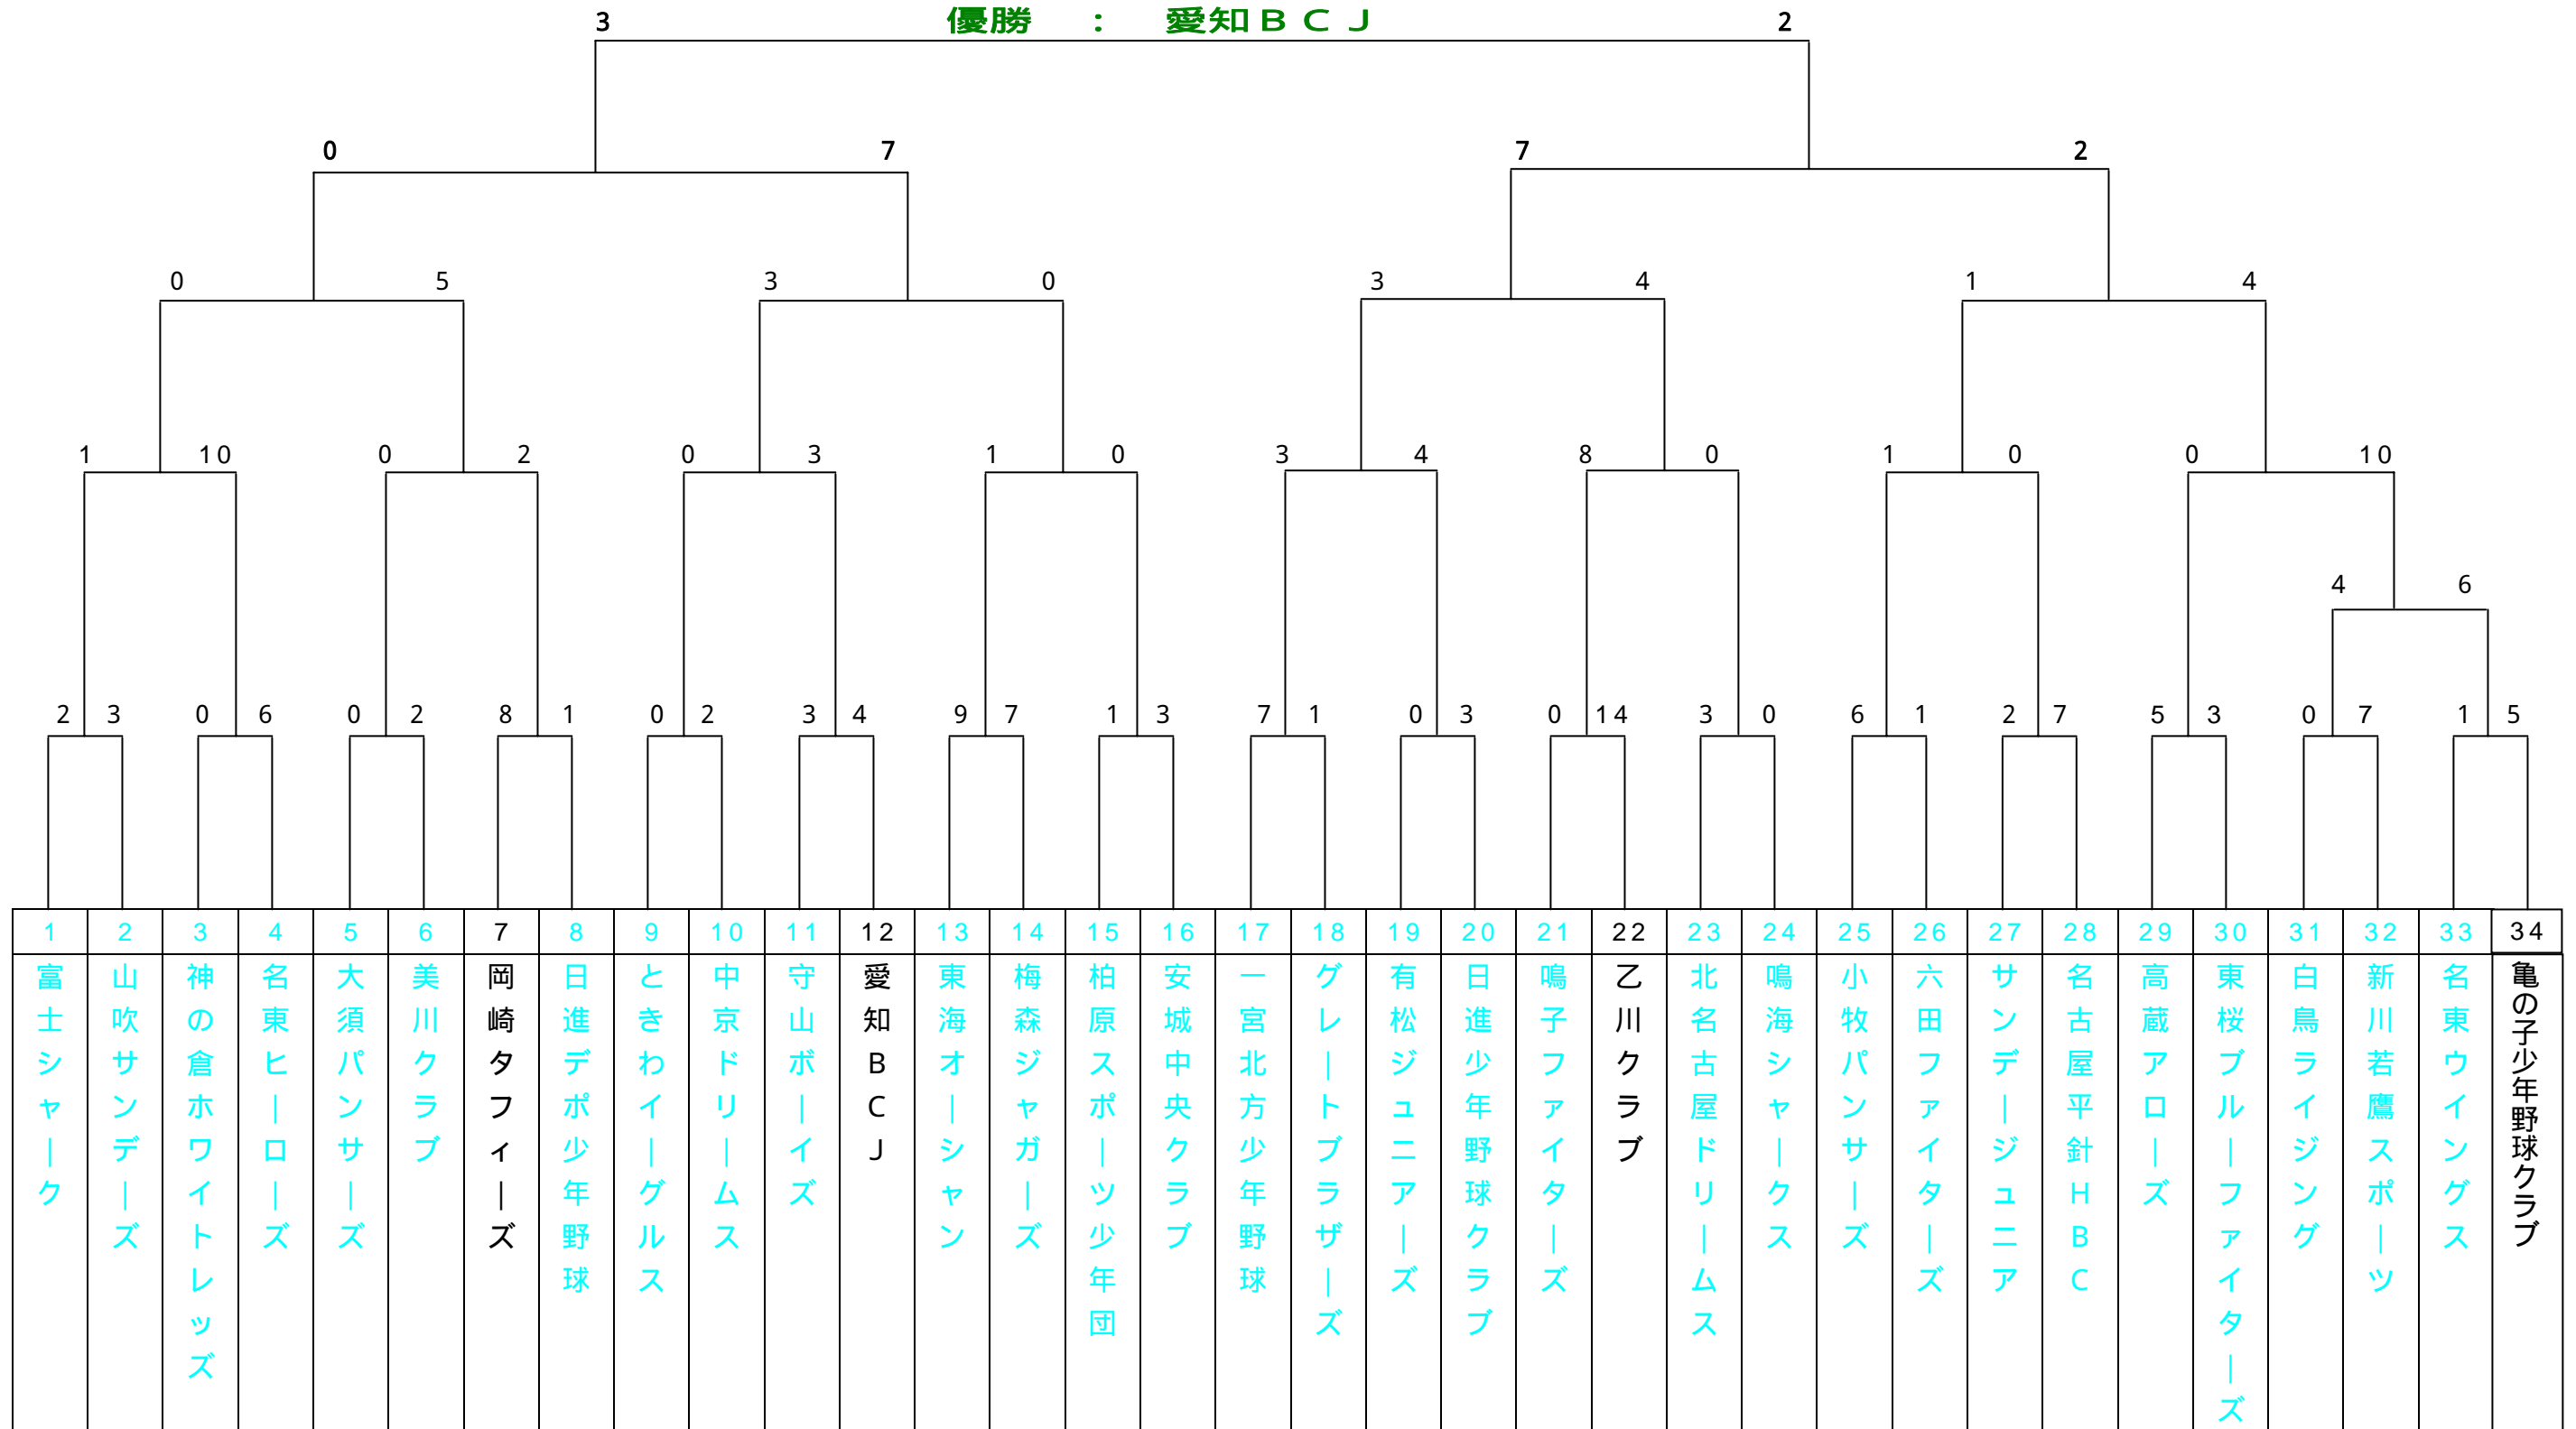 優勝 : 愛知BCJ
3 2
0 7 7 2
0 5 3 0 3 4 1 4
1 10 0 2 0 3 1 0 3 4 8 0 1 0 0 10
4 6
2 3 0 6 0 2 8 1 0 2 3 4 9 7 1 3 7 1 0 3 0 14 3 0 6 1 2 7 5 3 0 7 1 5
1 2 3 4 5 6 7 8 9 10 11 12 13 14 15 16 17 18 19 20 21 22 23 24 25 26 27 28 29 30 31 32 33 34
富士シャーク
山吹サンデーズ
神の倉ホワイトレッズ
名東ヒーローズ
大須パンサーズ
美川クラブ
岡崎タフィーズ
日進デポ少年野球
ときわイーグルス
中京ドリームス
守山ボーイズ
愛知BCJ
東海オーシャン
梅森ジャガーズ
柏原スポーツ少年団
安城中央クラブ
一宮北方少年野球
グレートブラザーズ
有松ジュニアーズ
日進少年野球クラブ
鳴子ファイターズ
乙川クラブ
北名古屋ドリームス
鳴海シャークス
小牧パンサーズ
六田ファイターズ
サンデージュニア
名古屋平針HBC
高蔵アローズ
東桜ブルーファイターズ
白鳥ライジング
新川若鷹スポーツ
名東ウイングス
亀の子少年野球クラブ